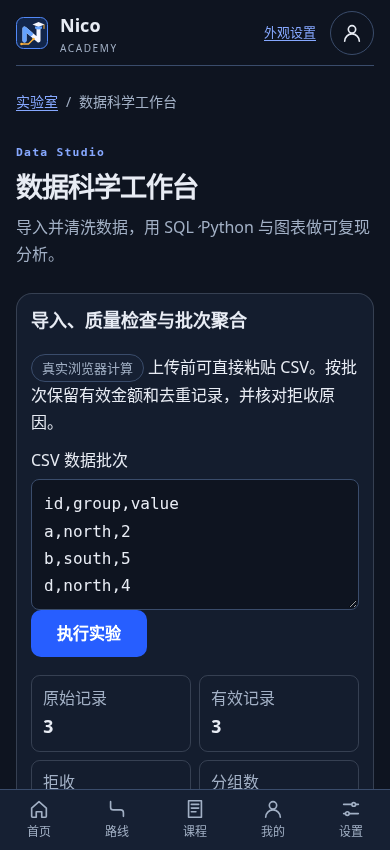 Nico
ACADEMY
外观设置
实验室 / 数据科学工作台
Data Studio
数据科学工作台
导入并清洗数据，用 SQL、Python 与图表做可复现
分析。
导入、质量检查与批次聚合
真实浏览器计算 上传前可直接粘贴 CSV。按批
次保留有效金额和去重记录，并核对拒收原
因。
CSV 数据批次
id,group,value
a,north,2
b,south,5
d,north,4
执行实验
原始记录
3
有效记录
3
拒收
分组数
首页
路线
课程
我的
设置